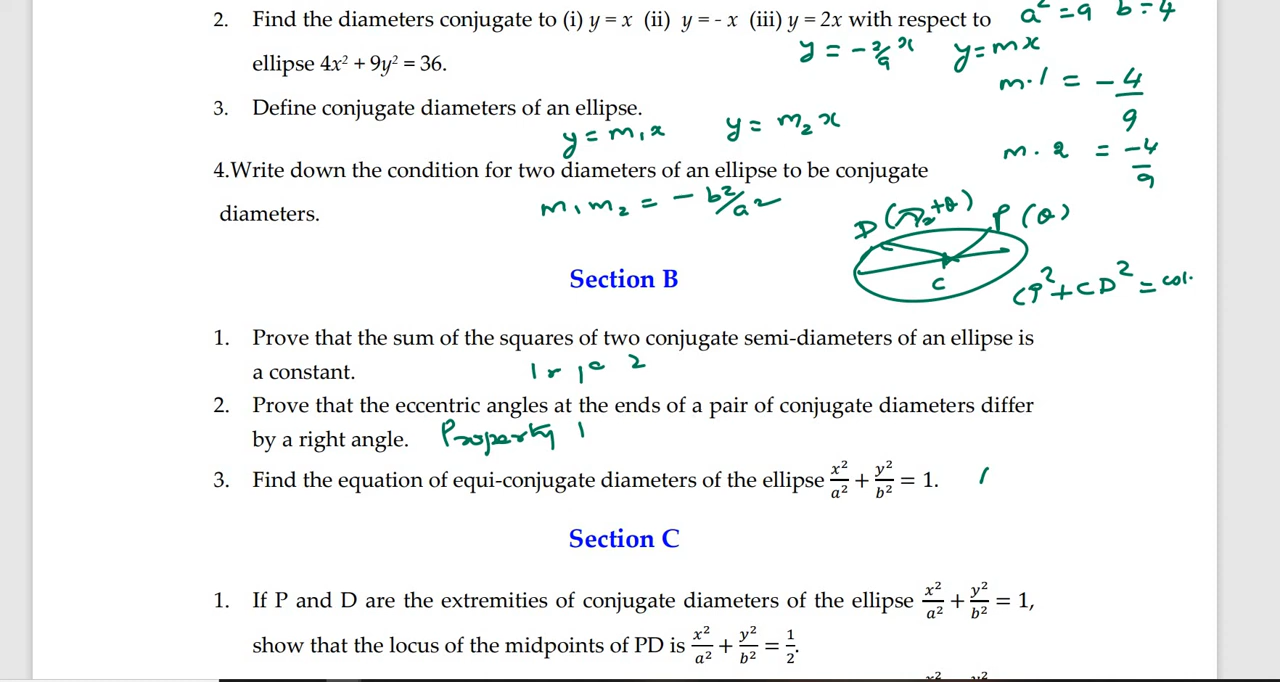 2. Find the diameters conjugate to (i) y = x (ii) y = - x (iii) y = 2x with respect to
a² = 9 b = 4
ellipse 4x² + 9y² = 36.
y = -2/9 x y = mx
m·1 = -4/9
3. Define conjugate diameters of an ellipse.
y = m₁x y = m₂x
m. 2 = -4/9
4.Write down the condition for two diameters of an ellipse to be conjugate
diameters.
m₁m₂ = - b²/a²
D(π/2+θ) P(θ)
C
CP²+CD² =
Section B
1. Prove that the sum of the squares of two conjugate semi-diameters of an ellipse is
a constant.
2
2. Prove that the eccentric angles at the ends of a pair of conjugate diameters differ
by a right angle. Property 1
3. Find the equation of equi-conjugate diameters of the ellipse x²/a² + y²/b² = 1.
Section C
1. If P and D are the extremities of conjugate diameters of the ellipse x²/a² + y²/b² = 1,
show that the locus of the midpoints of PD is x²/a² + y²/b² = 1/2.